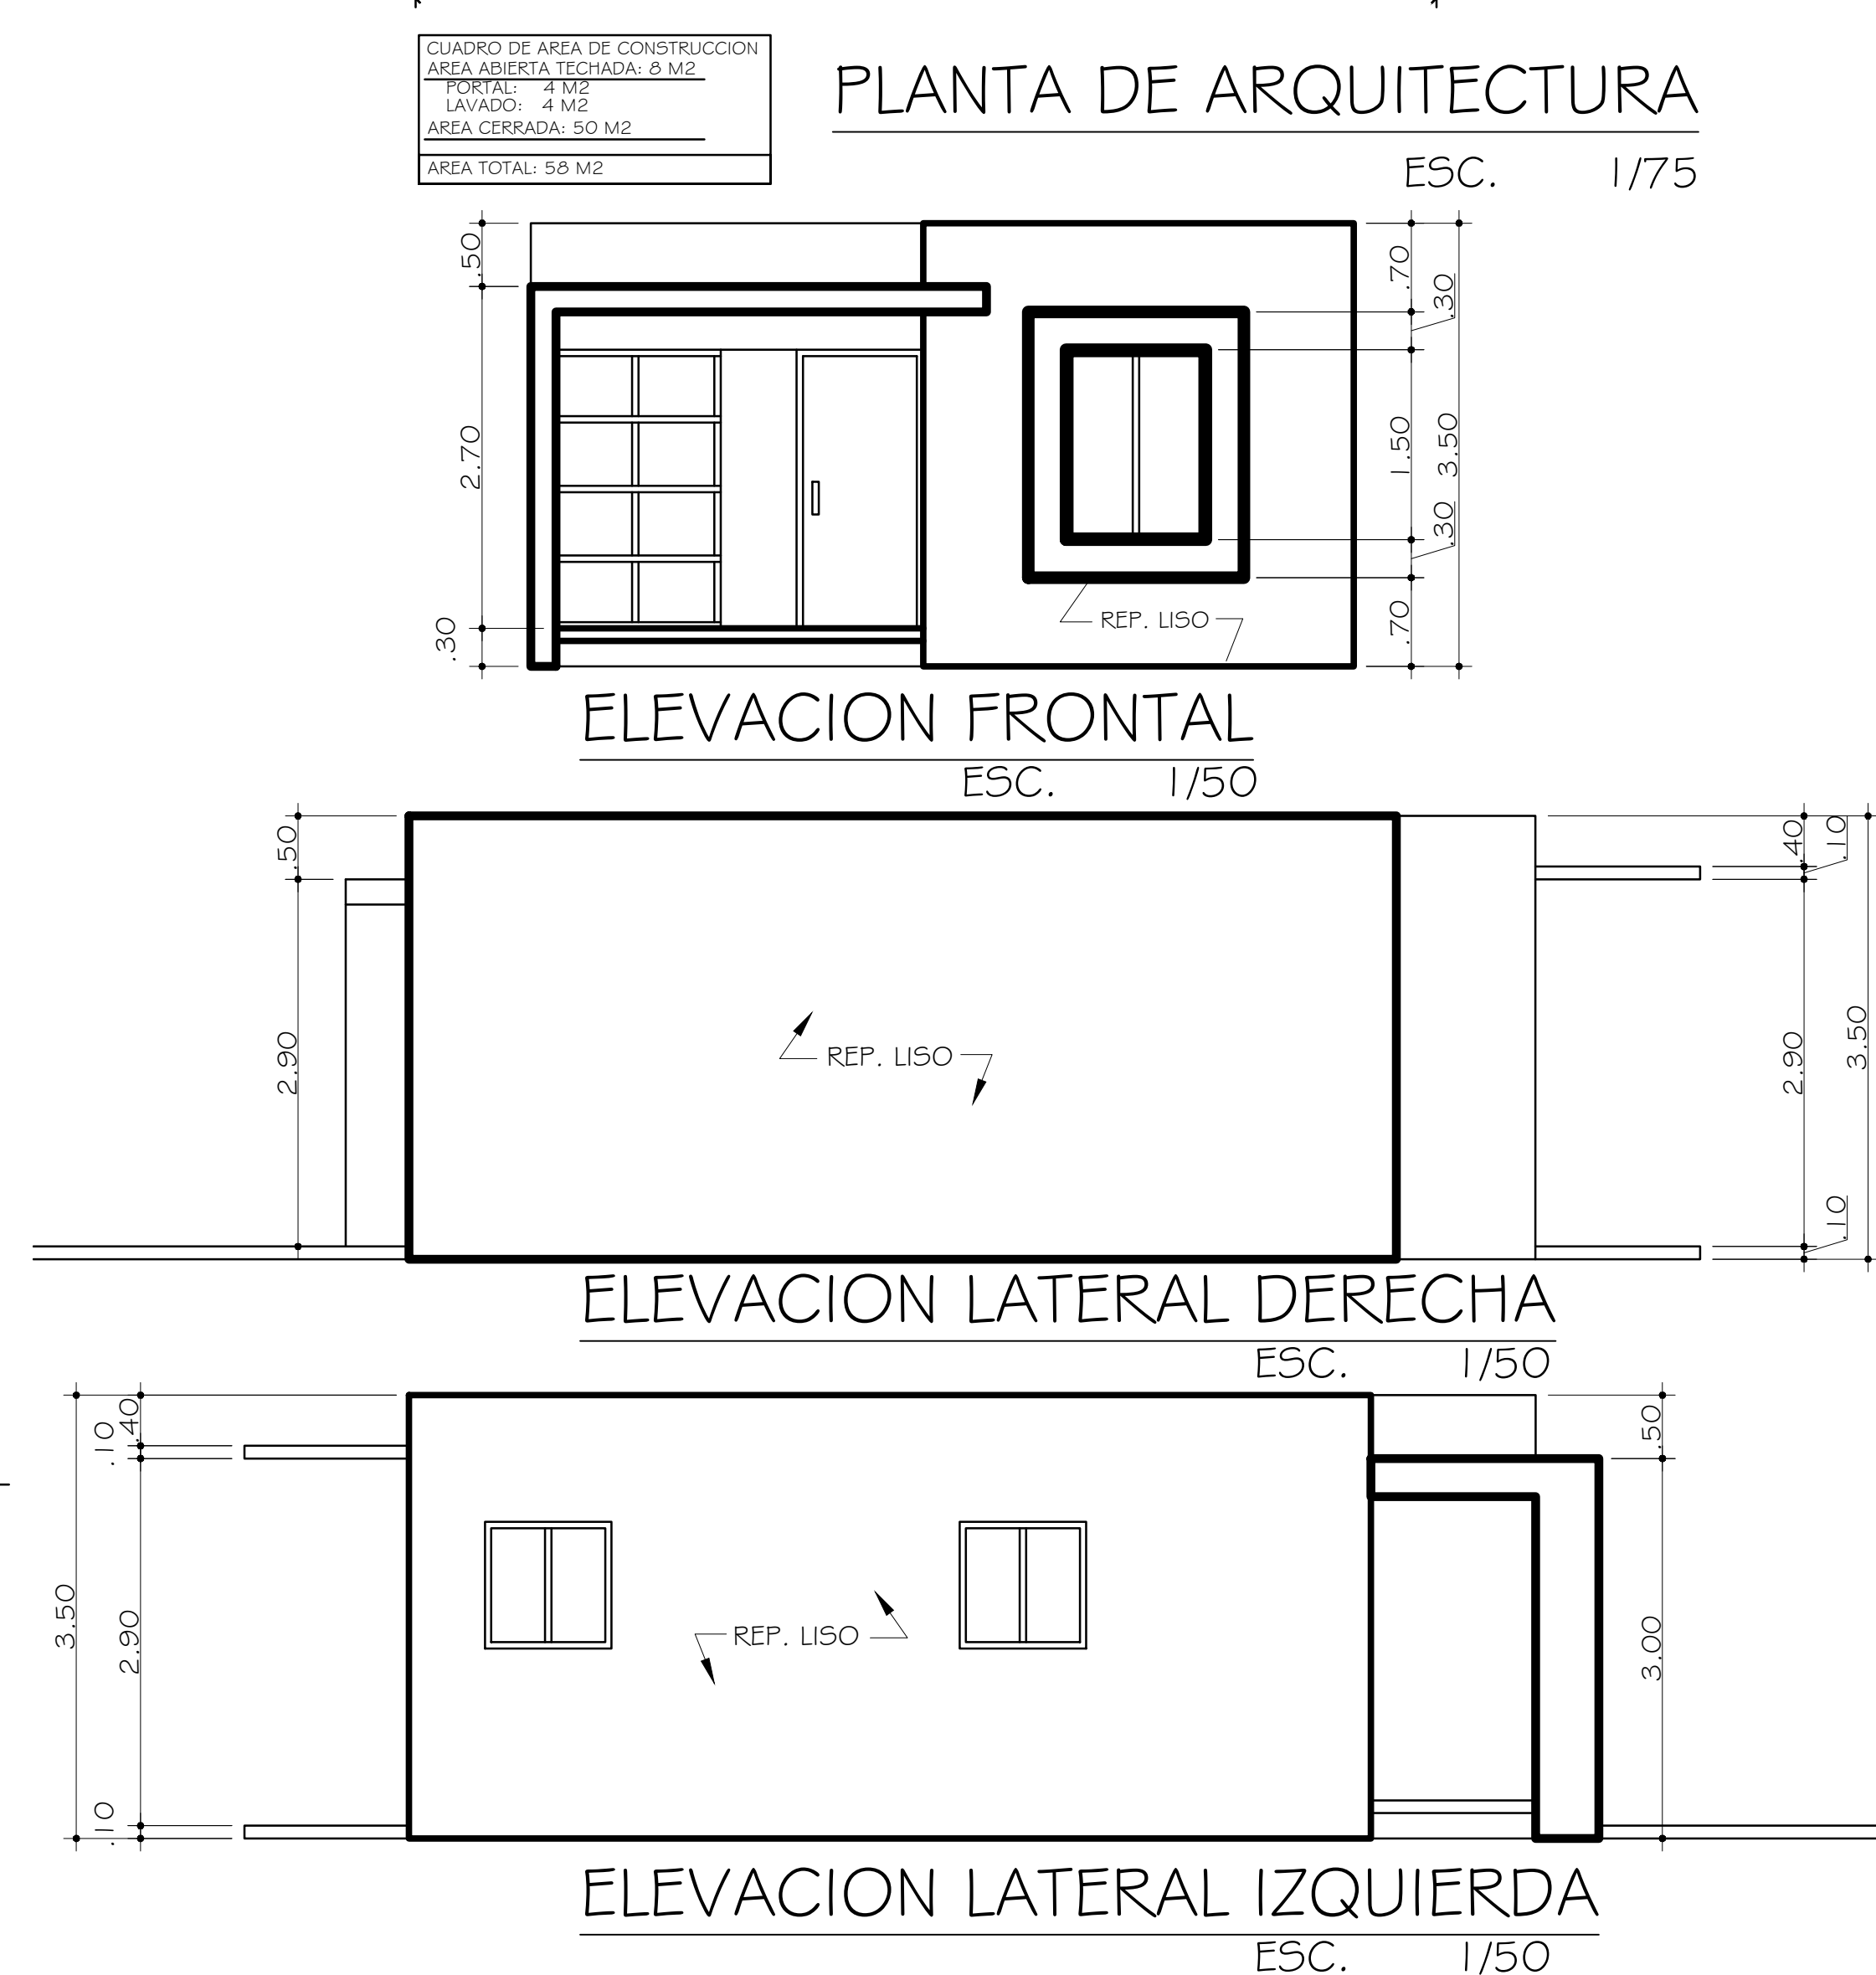 CUADRO DE AREA DE CONSTRUCCION
AREA ABIERTA TECHADA: 8 M2
PORTAL: 4 M2
LAVADO: 4 M2
AREA CERRADA: 50 M2
AREA TOTAL: 58 M2
PLANTA DE ARQUITECTURA
ESC. 1/75
.50
2.70
.30
.70
.30
1.50
3.50
.30
.70
REP. LISO
ELEVACION FRONTAL
ESC. 1/50
.50
2.90
REP. LISO
.40
.10
2.90
3.50
.10
ELEVACION LATERAL DERECHA
ESC. 1/50
.10
.40
3.50
2.90
.10
REP. LISO
.50
3.00
ELEVACION LATERAL IZQUIERDA
ESC. 1/50